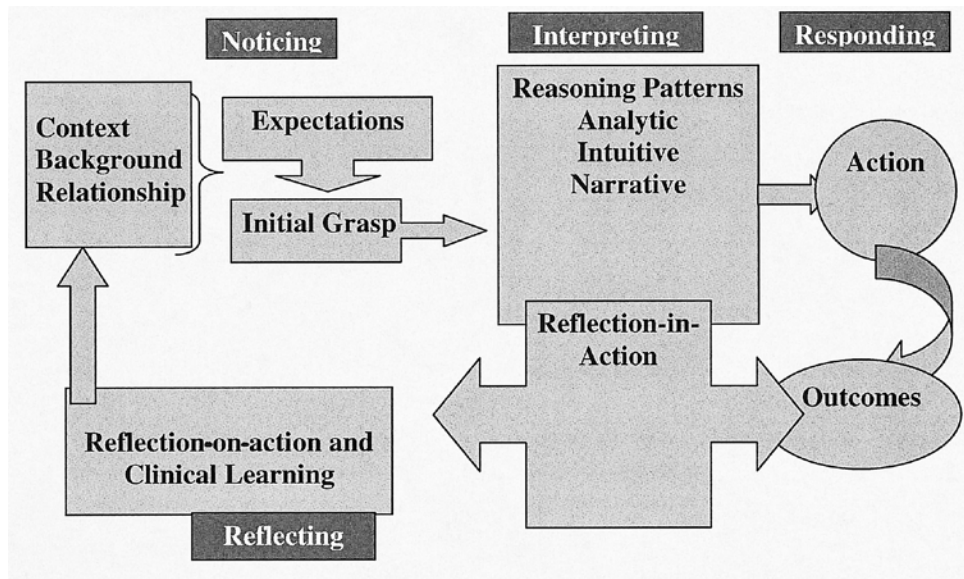 Noticing
Interpreting
Responding
Context
Background
Relationship
Expectations
Initial Grasp
Reasoning Patterns
Analytic
Intuitive
Narrative
Action
Reflection-in-
Action
Outcomes
Reflection-on-action and
Clinical Learning
Reflecting